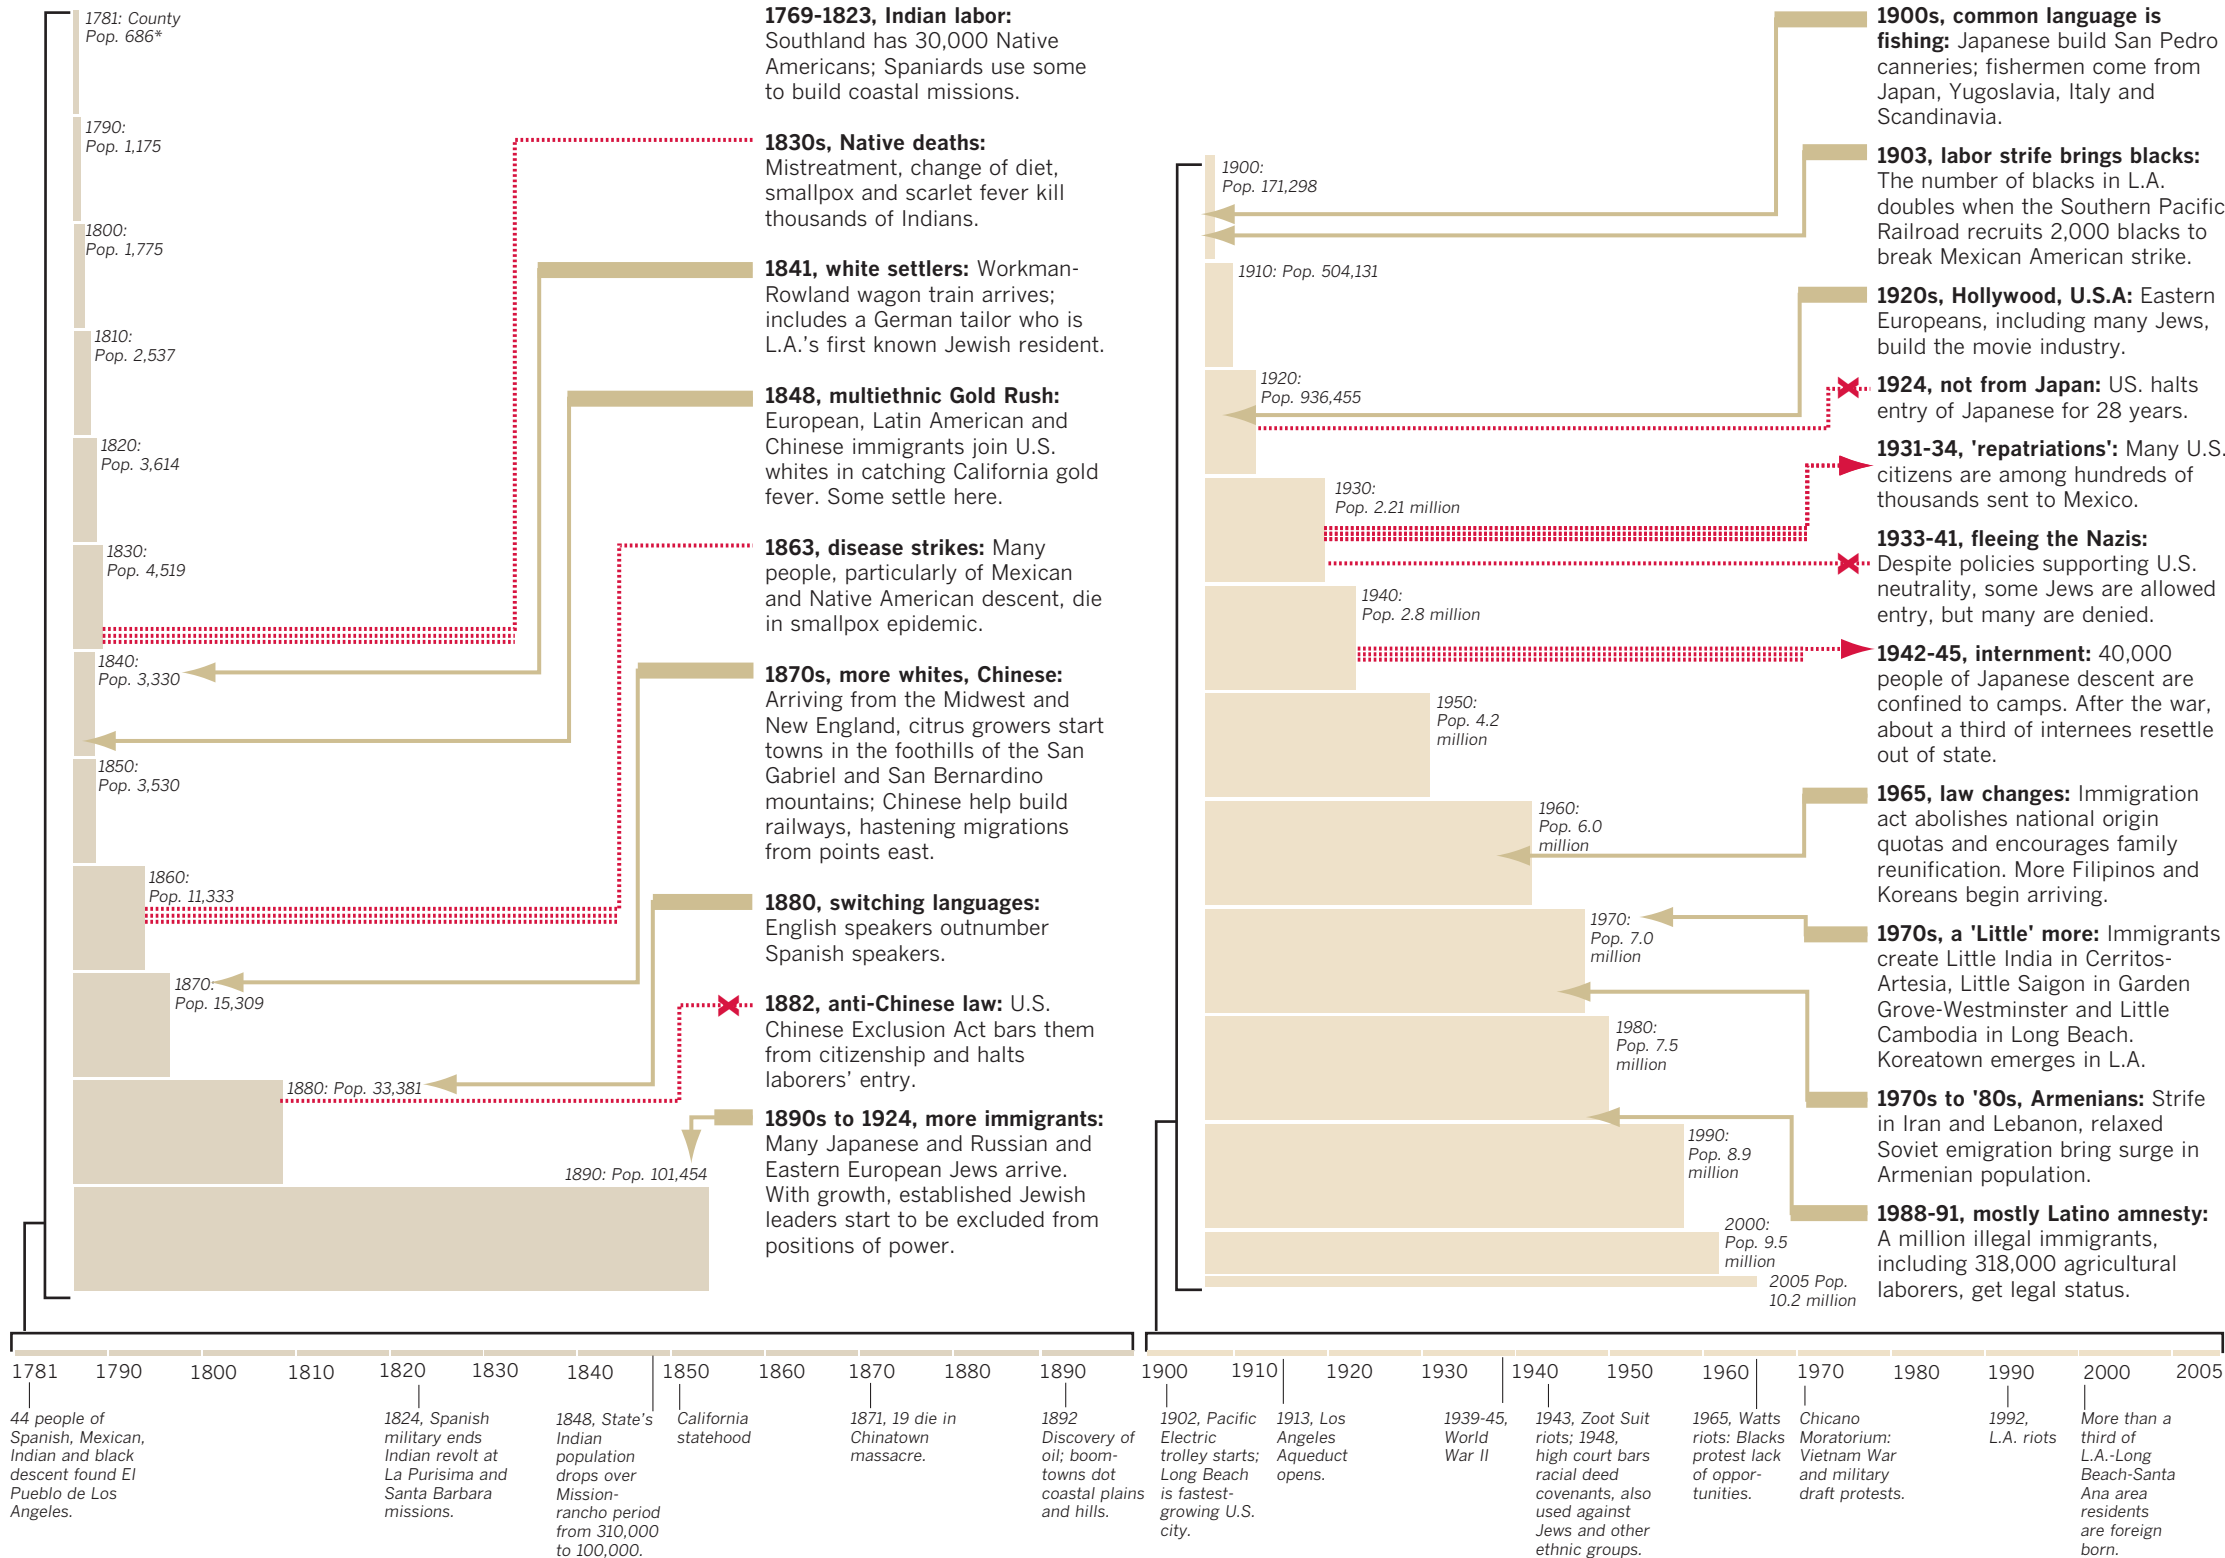 1781: County
Pop. 686*
1790:
Pop. 1,175
1800:
Pop. 1,775
1810:
Pop. 2,537
1820:
Pop. 3,614
1830:
Pop. 4,519
1840:
Pop. 3,330
1850:
Pop. 3,530
1860:
Pop. 11,333
1870:
Pop. 15,309
1880: Pop. 33,381
1890: Pop. 101,454
1769-1823, Indian labor:
Southland has 30,000 Native
Americans; Spaniards use some
to build coastal missions.
1830s, Native deaths:
Mistreatment, change of diet,
smallpox and scarlet fever kill
thousands of Indians.
1841, white settlers: Workman-
Rowland wagon train arrives;
includes a German tailor who is
L.A.'s first known Jewish resident.
1848, multiethnic Gold Rush:
European, Latin American and
Chinese immigrants join U.S.
whites in catching California gold
fever. Some settle here.
1863, disease strikes: Many
people, particularly of Mexican
and Native American descent, die
in smallpox epidemic.
1870s, more whites, Chinese:
Arriving from the Midwest and
New England, citrus growers start
towns in the foothills of the San
Gabriel and San Bernardino
mountains; Chinese help build
railways, hastening migrations
from points east.
1880, switching languages:
English speakers outnumber
Spanish speakers.
1882, anti-Chinese law: U.S.
Chinese Exclusion Act bars them
from citizenship and halts
laborers’ entry.
1890s to 1924, more immigrants:
Many Japanese and Russian and
Eastern European Jews arrive.
With growth, established Jewish
leaders start to be excluded from
positions of power.
1900:
Pop. 171,298
1910: Pop. 504,131
1920:
Pop. 936,455
1930:
Pop. 2.21 million
1940:
Pop. 2.8 million
1950:
Pop. 4.2
million
1960:
Pop. 6.0
million
1970:
Pop. 7.0
million
1980:
Pop. 7.5
million
1990:
Pop. 8.9
million
2000:
Pop. 9.5
million
2005 Pop.
10.2 million
1900s, common language is
fishing: Japanese build San Pedro
canneries; fishermen come from
Japan, Yugoslavia, Italy and
Scandinavia.
1903, labor strife brings blacks:
The number of blacks in L.A.
doubles when the Southern Pacific
Railroad recruits 2,000 blacks to
break Mexican American strike.
1920s, Hollywood, U.S.A: Eastern
Europeans, including many Jews,
build the movie industry.
1924, not from Japan: US. halts
entry of Japanese for 28 years.
1931-34, 'repatriations': Many U.S.
citizens are among hundreds of
thousands sent to Mexico.
1933-41, fleeing the Nazis:
Despite policies supporting U.S.
neutrality, some Jews are allowed
entry, but many are denied.
1942-45, internment: 40,000
people of Japanese descent are
confined to camps. After the war,
about a third of internees resettle
out of state.
1965, law changes: Immigration
act abolishes national origin
quotas and encourages family
reunification. More Filipinos and
Koreans begin arriving.
1970s, a 'Little' more: Immigrants
create Little India in Cerritos-
Artesia, Little Saigon in Garden
Grove-Westminster and Little
Cambodia in Long Beach.
Koreatown emerges in L.A.
1970s to '80s, Armenians: Strife
in Iran and Lebanon, relaxed
Soviet emigration bring surge in
Armenian population.
1988-91, mostly Latino amnesty:
A million illegal immigrants,
including 318,000 agricultural
laborers, get legal status.
1781 1790 1800 1810 1820 1830 1840 1850 1860 1870 1880 1890 1900 1910 1920 1930 1940 1950 1960 1970 1980 1990 2000 2005
44 people of
Spanish, Mexican,
Indian and black
descent found El
Pueblo de Los
Angeles.
1824, Spanish
military ends
Indian revolt at
La Purisima and
Santa Barbara
missions.
1848, State's
Indian
population
drops over
Mission-
rancho period
from 310,000
to 100,000.
California
statehood
1871, 19 die in
Chinatown
massacre.
1892
Discovery of
oil; boom-
towns dot
coastal plains
and hills.
1902, Pacific
Electric
trolley starts;
Long Beach
is fastest-
growing U.S.
city.
1913, Los
Angeles
Aqueduct
opens.
1939-45,
World
War II
1943, Zoot Suit
riots; 1948,
high court bars
racial deed
covenants, also
used against
Jews and other
ethnic groups.
1965, Watts
riots: Blacks
protest lack
of oppor-
tunities.
Chicano
Moratorium:
Vietnam War
and military
draft protests.
1992,
L.A. riots
More than a
third of
L.A.-Long
Beach-Santa
Ana area
residents
are foreign
born.